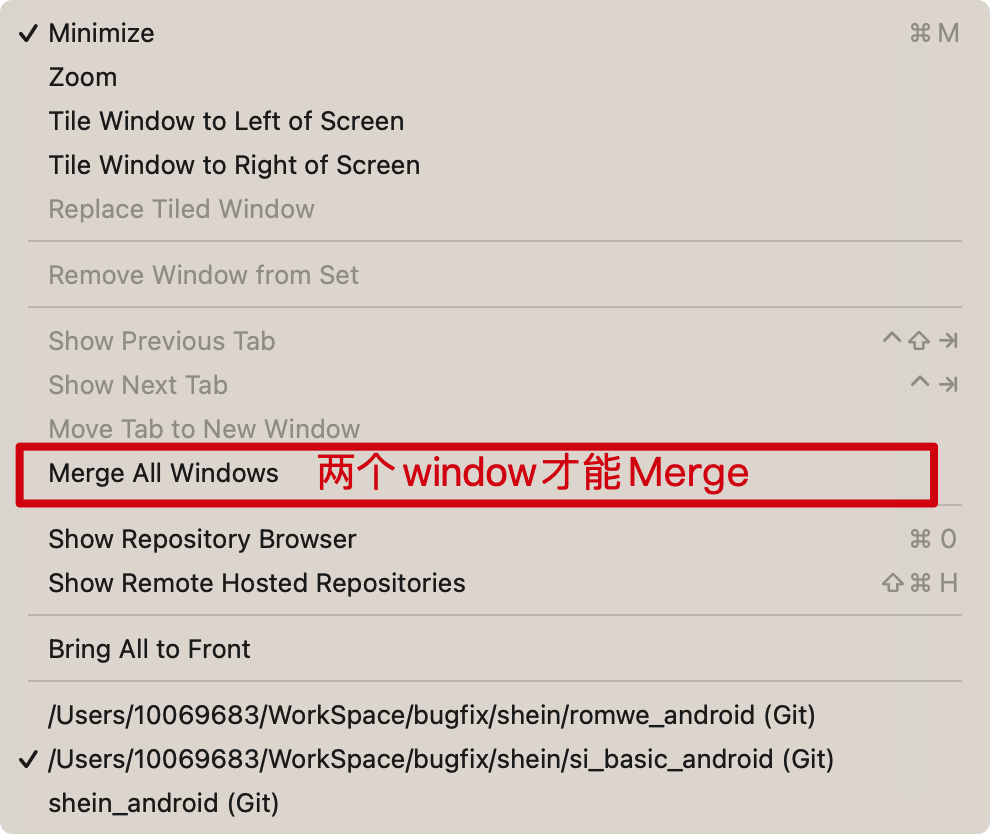 ✓ Minimize ⌘ M
Zoom
Tile Window to Left of Screen
Tile Window to Right of Screen
Replace Tiled Window
Remove Window from Set
Show Previous Tab ^⇧⇥
Show Next Tab ^⇥
Move Tab to New Window
Merge All Windows 两个window才能Merge
Show Repository Browser ⌘ O
Show Remote Hosted Repositories ⇧⌘ H
Bring All to Front
/Users/10069683/WorkSpace/bugfix/shein/romwe_android (Git)
✓ /Users/10069683/WorkSpace/bugfix/shein/si_basic_android (Git)
shein_android (Git)